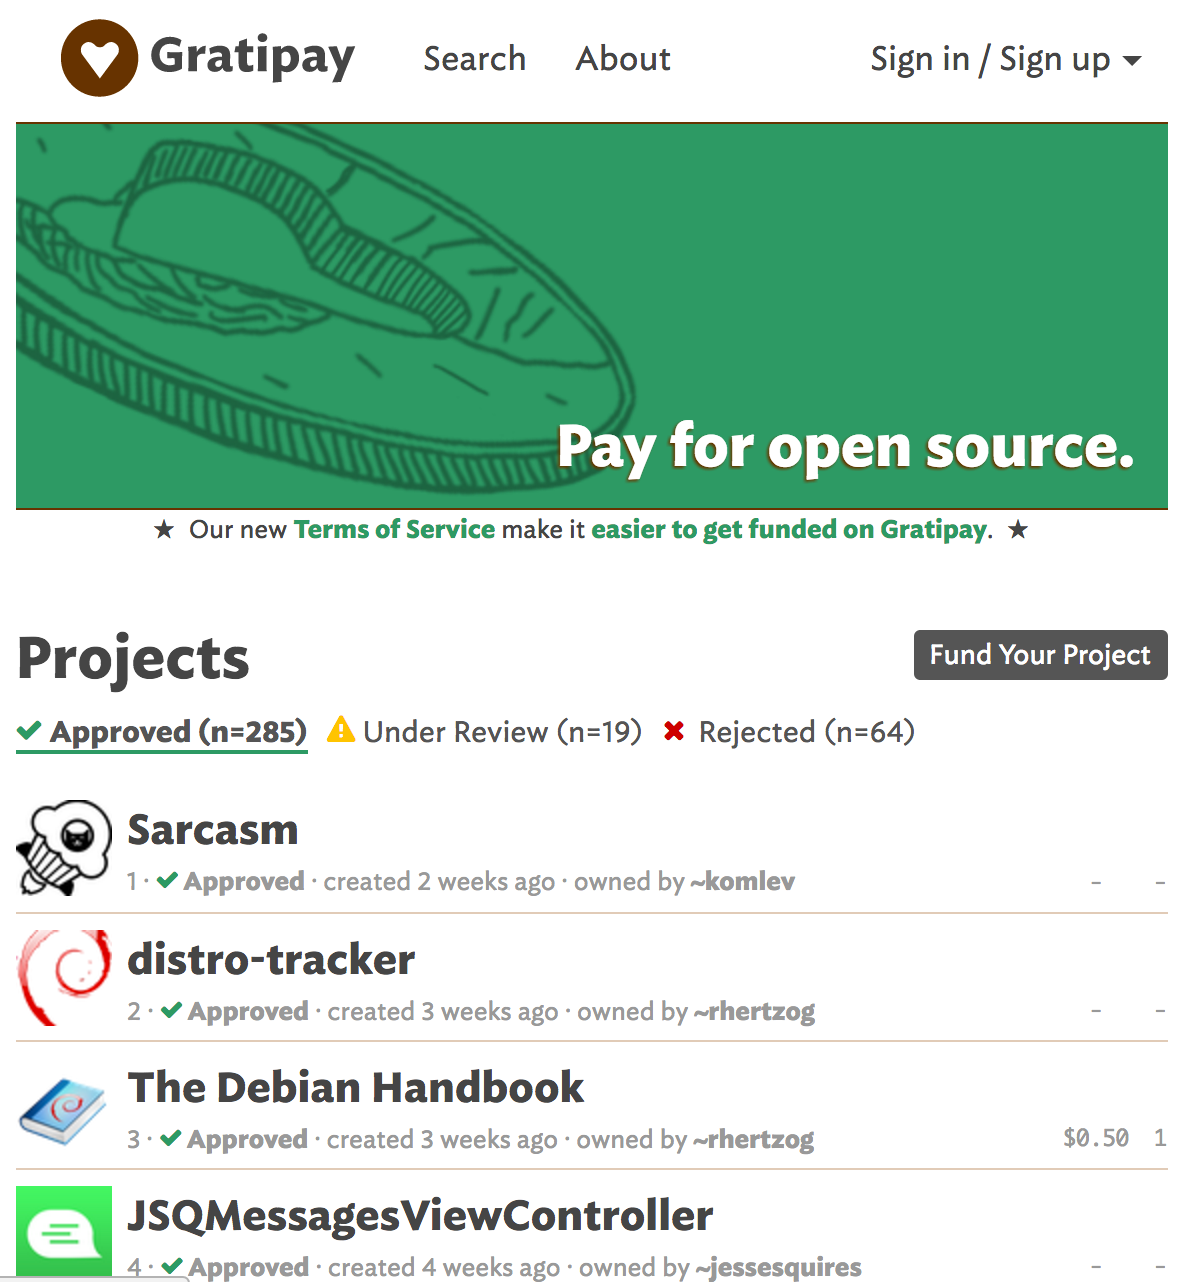 Gratipay Search About Sign in / Sign up
Pay for open source.
★ Our new Terms of Service make it easier to get funded on Gratipay. ★
Projects Fund Your Project
Approved (n=285) Under Review (n=19) Rejected (n=64)
Sarcasm
1 · Approved · created 2 weeks ago · owned by ~komlev - -
distro-tracker
2 · Approved · created 3 weeks ago · owned by ~rhertzog - -
The Debian Handbook
3 · Approved · created 3 weeks ago · owned by ~rhertzog $0.50 1
JSQMessagesViewController
4 · Approved · created 4 weeks ago · owned by ~jessesquires - -